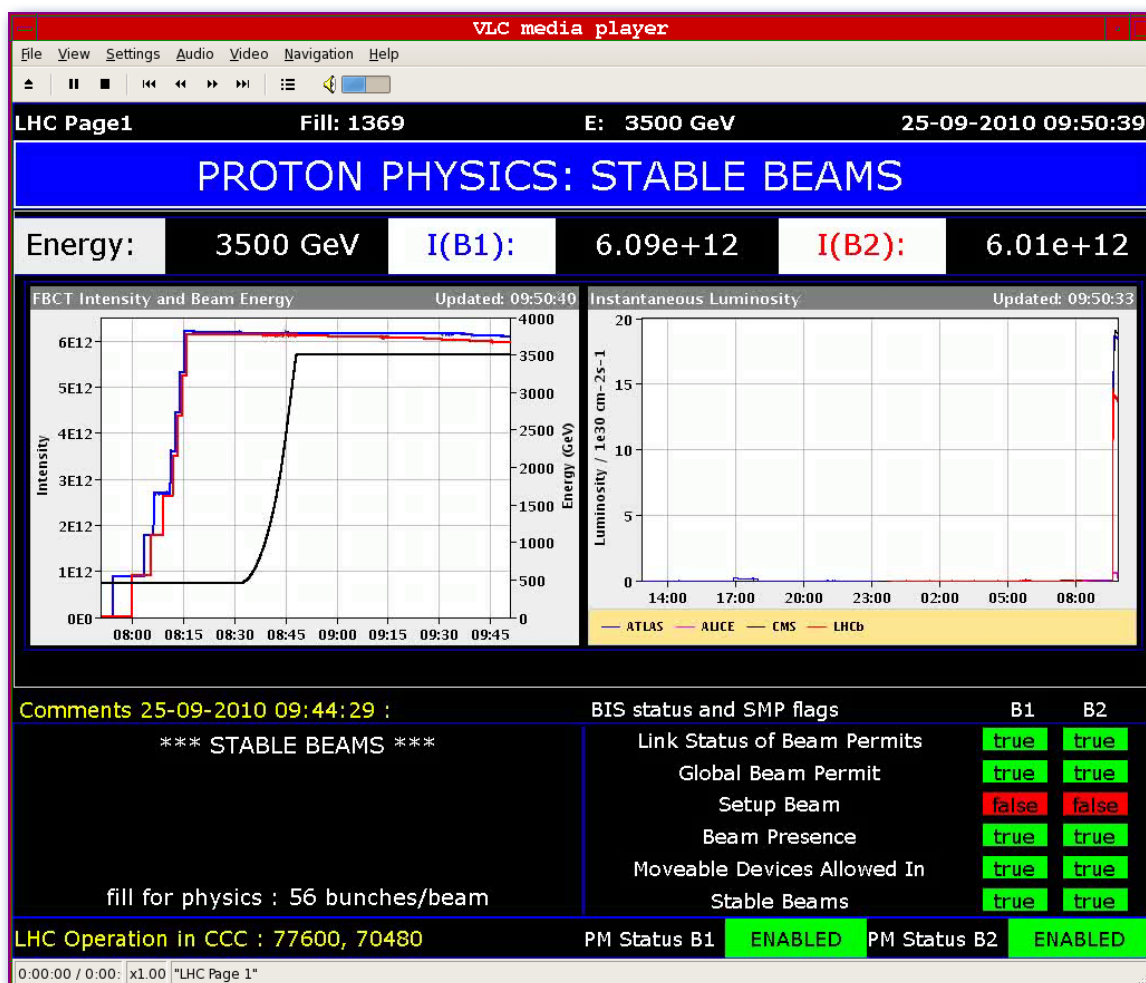 VLC media player
File View Settings Audio Video Navigation Help
LHC Page1 Fill: 1369 E: 3500 GeV 25-09-2010 09:50:39
PROTON PHYSICS: STABLE BEAMS
Energy: 3500 GeV I(B1): 6.09e+12 I(B2): 6.01e+12
FBCT Intensity and Beam Energy Updated: 09:50:40
Intensity
6E12
5E12
4E12
3E12
2E12
1E12
0E0
4000
3500
3000
2500
2000
1500
1000
500
0
Energy (GeV)
08:00 08:15 08:30 08:45 09:00 09:15 09:30 09:45
Instantaneous Luminosity Updated: 09:50:33
Luminosity / 1e30 cm-2s-1
20
15
10
5
0
14:00 17:00 20:00 23:00 02:00 05:00 08:00
ATLAS ALICE CMS LHCb
Comments 25-09-2010 09:44:29 :
*** STABLE BEAMS ***
fill for physics : 56 bunches/beam
BIS status and SMP flags B1 B2
Link Status of Beam Permits true true
Global Beam Permit true true
Setup Beam false false
Beam Presence true true
Moveable Devices Allowed In true true
Stable Beams true true
LHC Operation in CCC : 77600, 70480 PM Status B1 ENABLED PM Status B2 ENABLED
0:00:00 / 0:00: x1.00 "LHC Page 1"